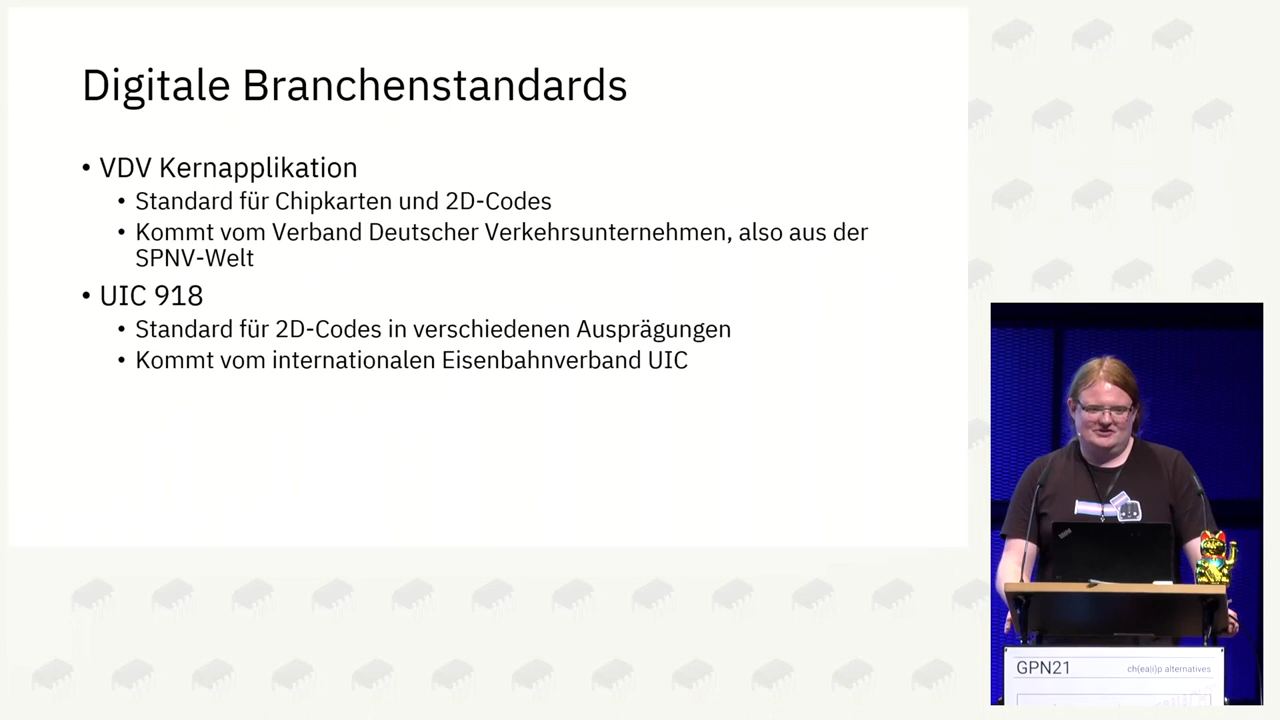 Digitale Branchenstandards
• VDV Kernapplikation
• Standard für Chipkarten und 2D-Codes
• Kommt vom Verband Deutscher Verkehrsunternehmen, also aus der
SPNV-Welt
• UIC 918
• Standard für 2D-Codes in verschiedenen Ausprägungen
• Kommt vom internationalen Eisenbahnverband UIC
GPN21
ch(ea|i)p alternatives